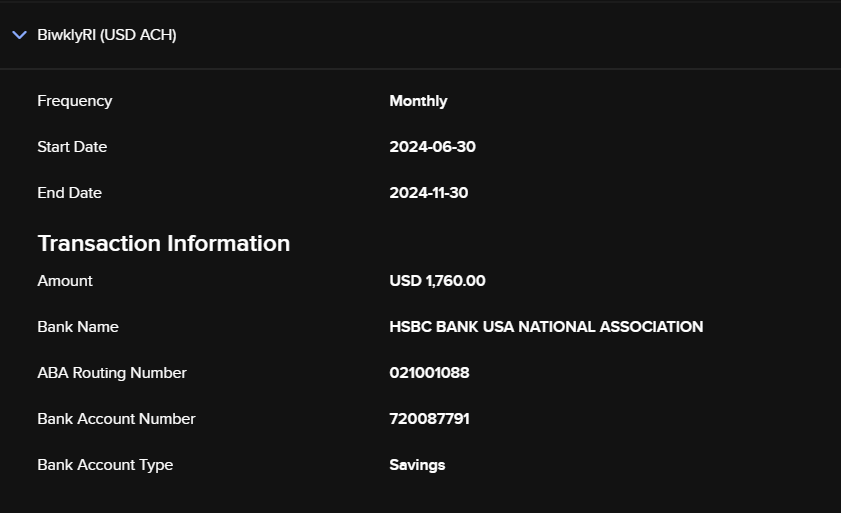 BiwklyRI (USD ACH)
Frequency Monthly
Start Date 2024-06-30
End Date 2024-11-30
Transaction Information
Amount USD 1,760.00
Bank Name HSBC BANK USA NATIONAL ASSOCIATION
ABA Routing Number 021001088
Bank Account Number 720087791
Bank Account Type Savings